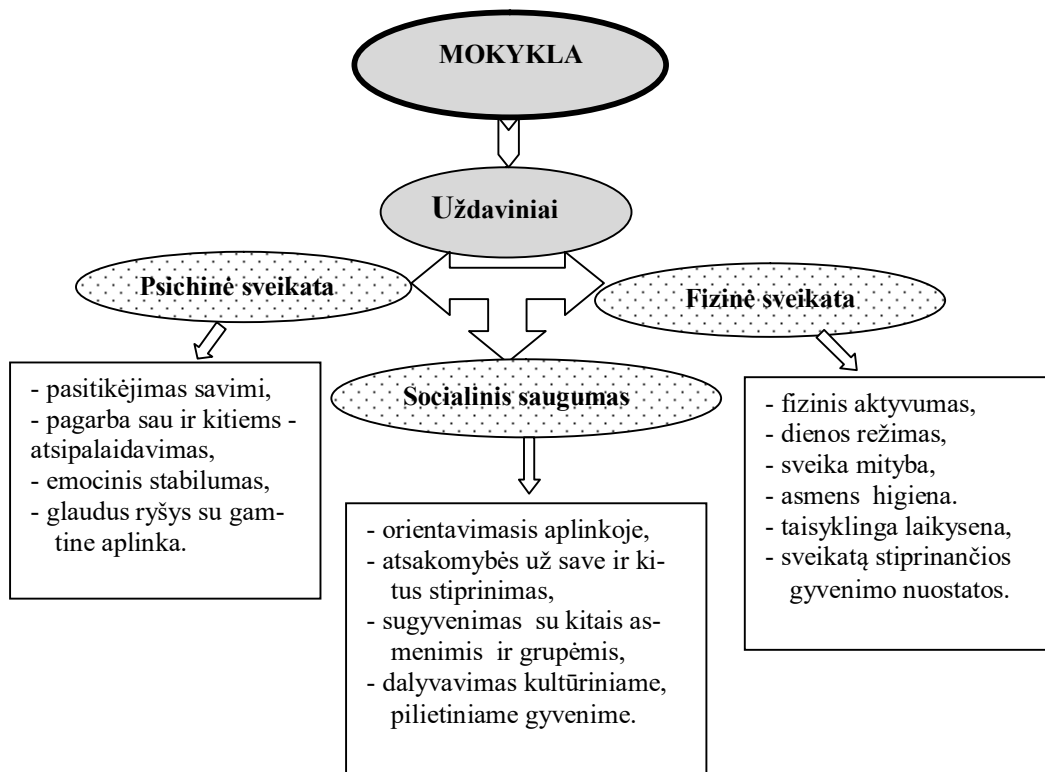 MOKYKLA
Uždaviniai
Psichinė sveikata
- pasitikėjimas savimi,
- pagarba sau ir kitiems -
atsipalaidavimas,
- emocinis stabilumas,
- glaudus ryšys su gam-
tine aplinka.
Socialinis saugumas
- orientavimasis aplinkoje,
- atsakomybės už save ir ki-
tus stiprinimas,
- sugyvenimas su kitais as-
menimis ir grupėmis,
- dalyvavimas kultūriniame,
pilietiniame gyvenime.
Fizinė sveikata
- fizinis aktyvumas,
- dienos režimas,
- sveika mityba,
- asmens higiena.
- taisyklinga laikysena,
- sveikatą stiprinančios
gyvenimo nuostatos.